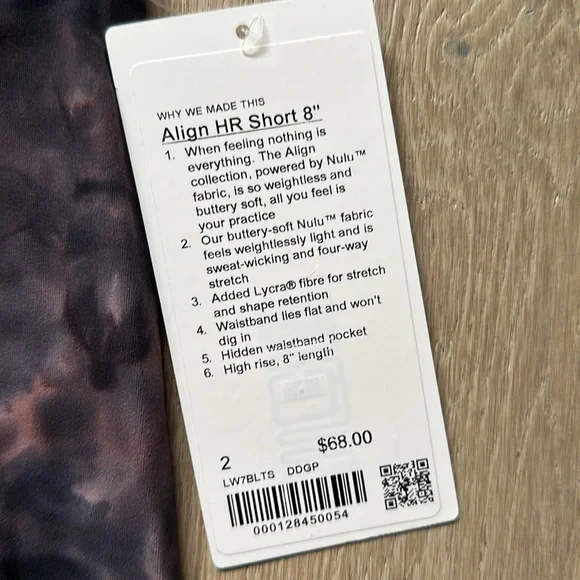 WHY WE MADE THIS
Align HR Short 8"
1. When feeling nothing is
everything. The Align
collection, powered by Nulu™
fabric, is so weightless and
buttery soft, all you feel is
your practice
2. Our buttery-soft Nulu™ fabric
feels weightlessly light and is
sweat-wicking and four-way
stretch
3. Added Lycra® fibre for stretch
and shape retention
4. Waistband lies flat and won't
dig in
5. Hidden waistband pocket
6. High rise, 8" length
2 $68.00
LW7BLTS DDGP
000128450054